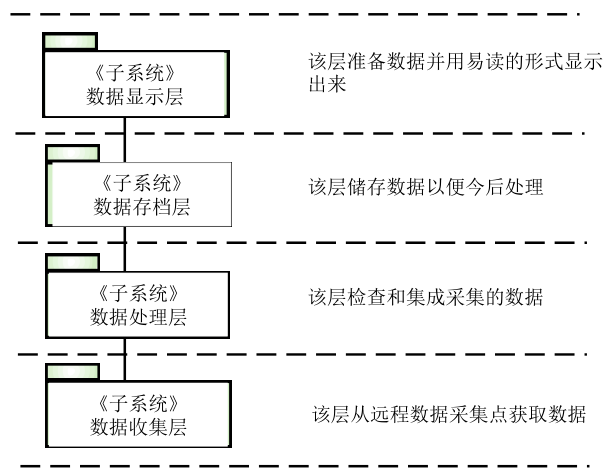 《子系统》
数据显示层
该层准备数据并用易读的形式显示
出来
《子系统》
数据存档层
该层储存数据以便今后处理
《子系统》
数据处理层
该层检查和集成采集的数据
《子系统》
数据收集层
该层从远程数据采集点获取数据